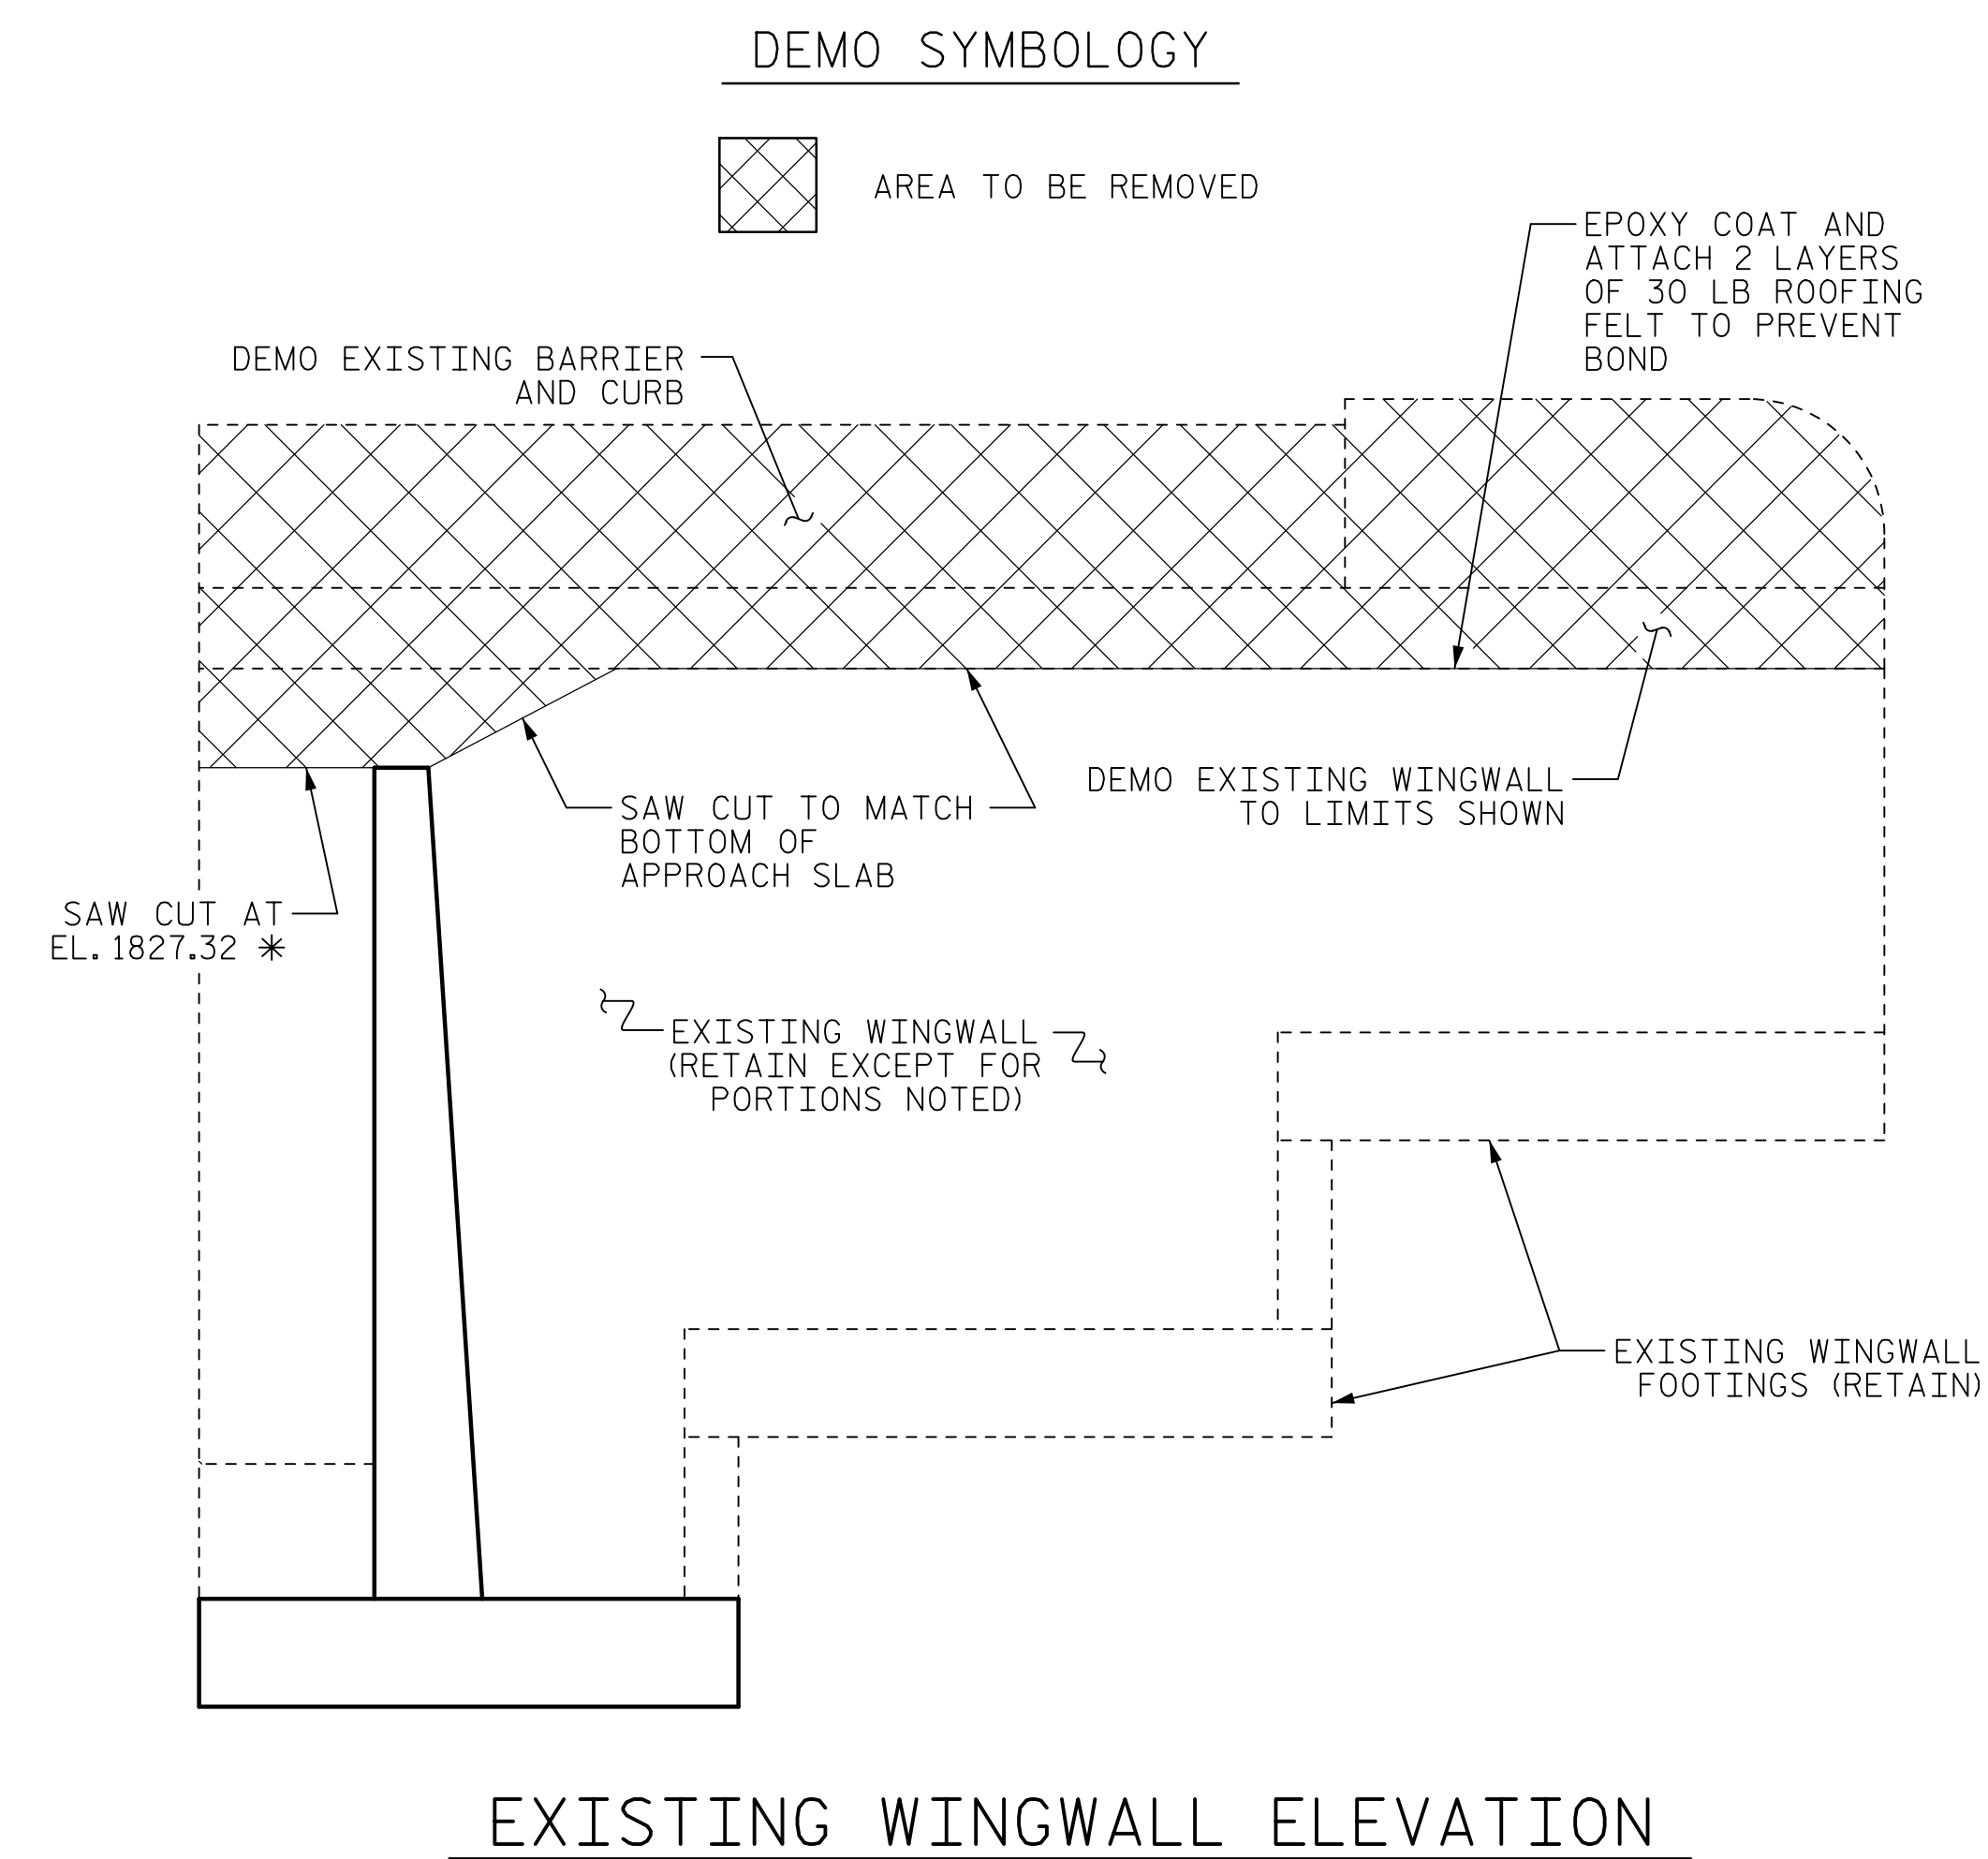 DEMO SYMBOLOGY
AREA TO BE REMOVED
EPOXY COAT AND
ATTACH 2 LAYERS
OF 30 LB ROOFING
FELT TO PREVENT
BOND
DEMO EXISTING BARRIER
AND CURB
DEMO EXISTING WINGWALL
TO LIMITS SHOWN
SAW CUT TO MATCH
BOTTOM OF
APPROACH SLAB
SAW CUT AT
EL.1827.32 *
EXISTING WINGWALL
(RETAIN EXCEPT FOR
PORTIONS NOTED)
EXISTING WINGWALL
FOOTINGS (RETAIN)
EXISTING WINGWALL ELEVATION